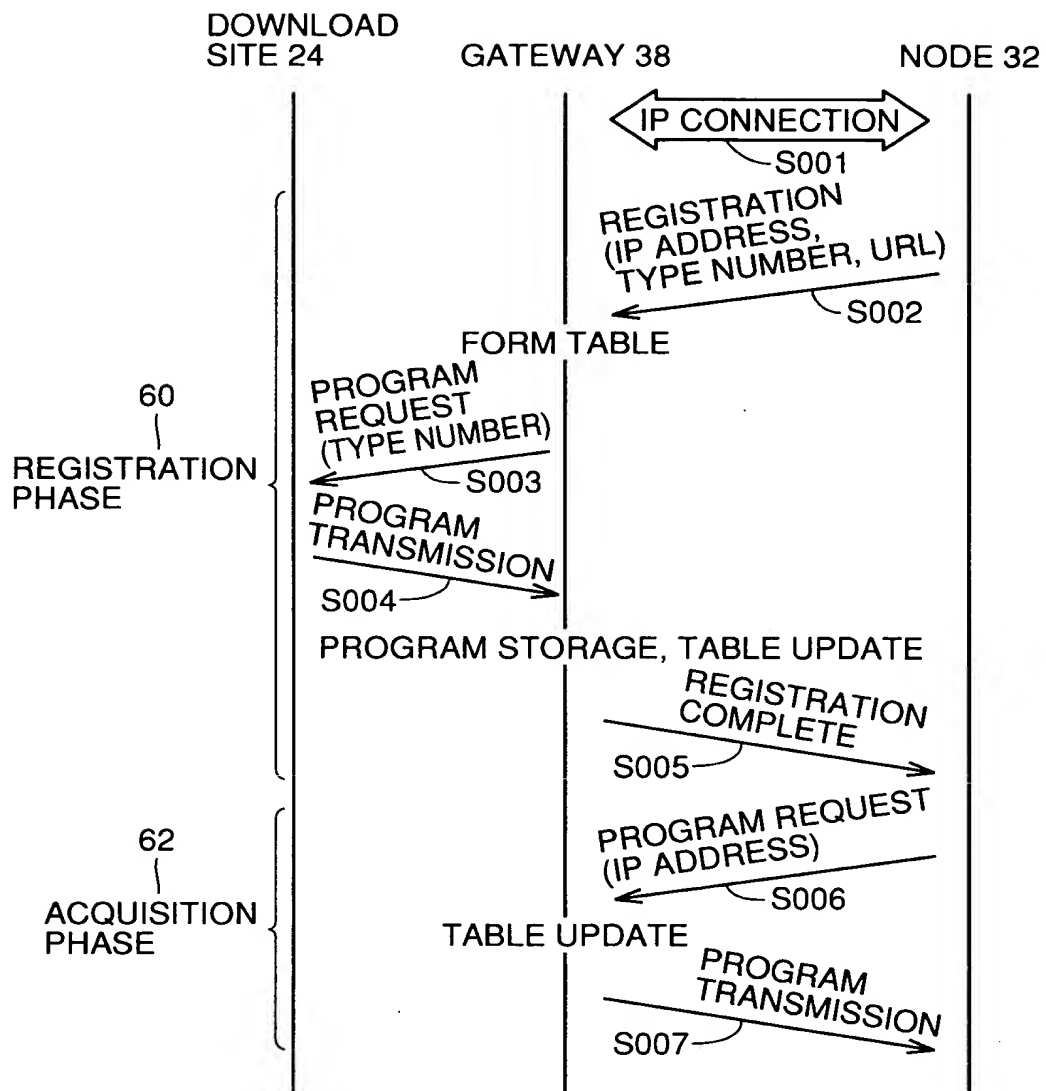 DOWNLOAD
SITE 24
GATEWAY 38
NODE 32
IP CONNECTION
S001
REGISTRATION
(IP ADDRESS,
TYPE NUMBER, URL)
S002
FORM TABLE
PROGRAM
REQUEST
(TYPE NUMBER)
S003
60
REGISTRATION
PHASE
PROGRAM
TRANSMISSION
S004
PROGRAM STORAGE, TABLE UPDATE
REGISTRATION
COMPLETE
S005
PROGRAM REQUEST
(IP ADDRESS)
S006
62
ACQUISITION
PHASE
TABLE UPDATE
PROGRAM
TRANSMISSION
S007